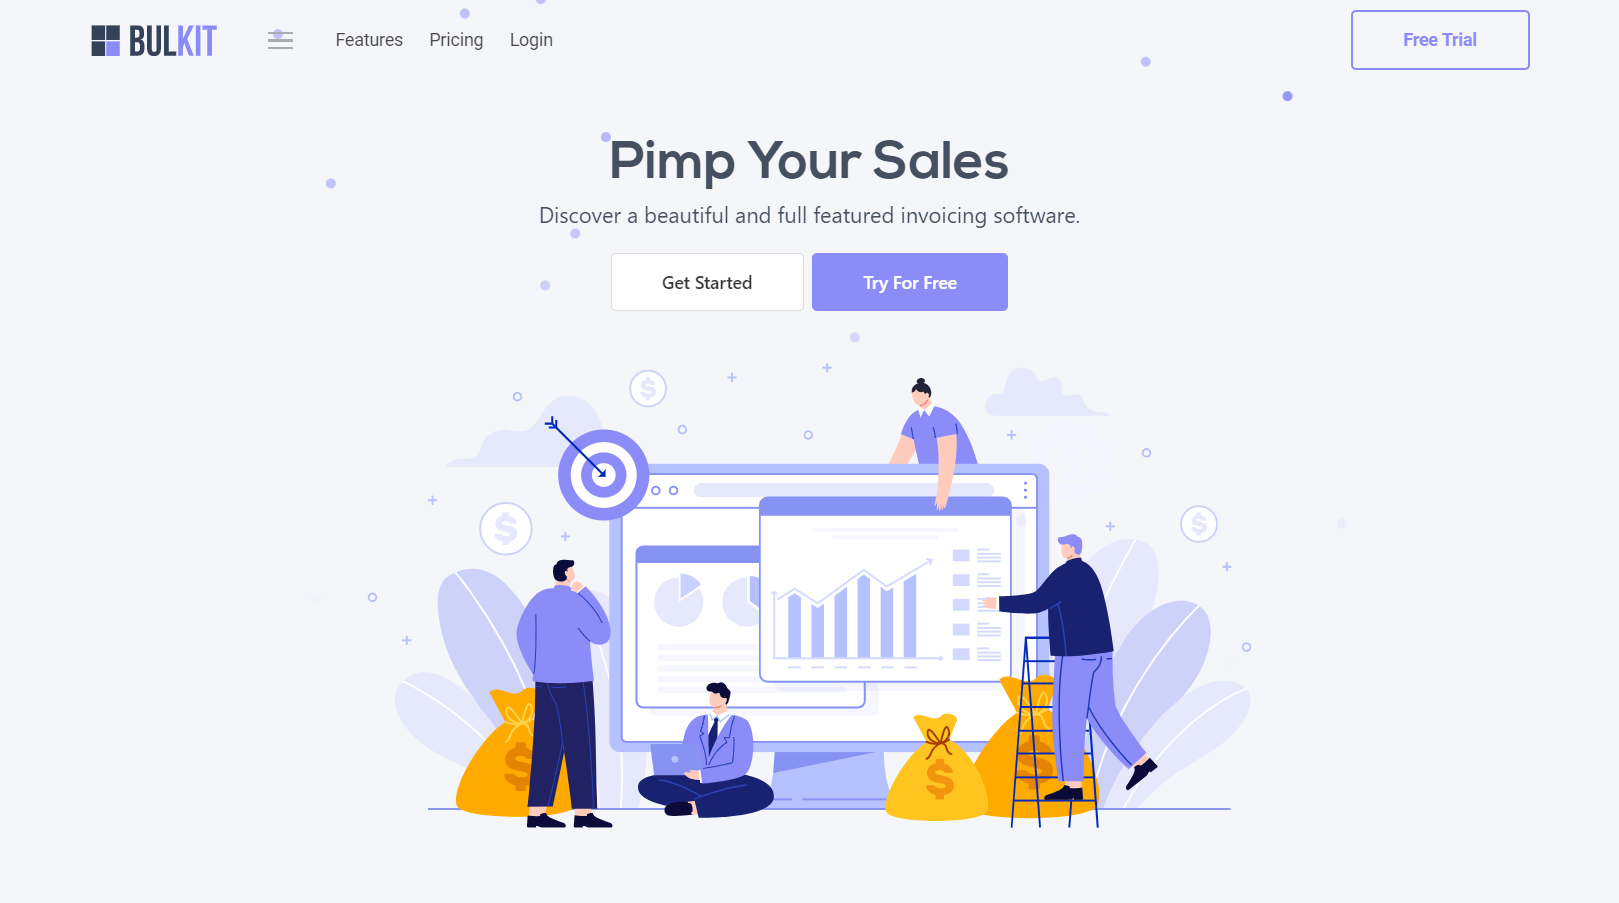 BULKIT
Features
Pricing
Login
Free Trial
Pimp Your Sales
Discover a beautiful and full featured invoicing software.
Get Started
Try For Free
$
$
$
$
$
$